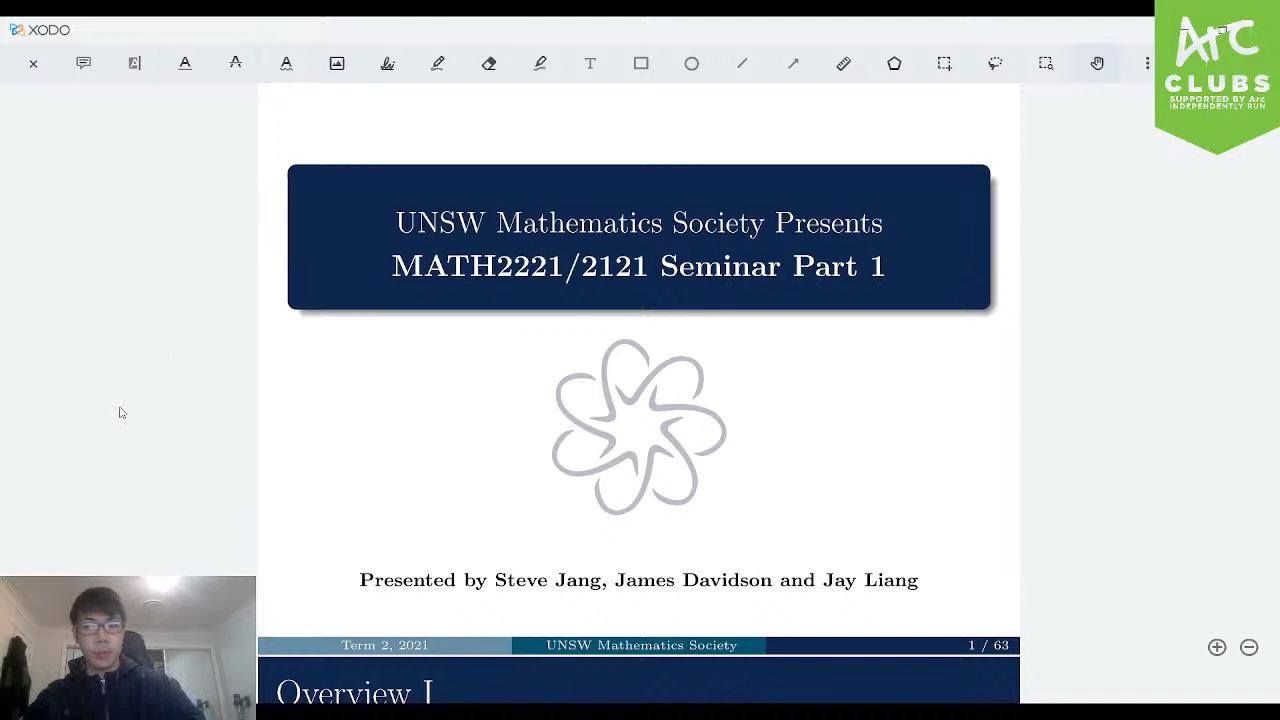 XODO
Arc
CLUBS
SUPPORTED BY Arc
INDEPENDENTLY RUN
UNSW Mathematics Society Presents
MATH2221/2121 Seminar Part 1
Presented by Steve Jang, James Davidson and Jay Liang
Term 2, 2021
UNSW Mathematics Society
1 / 63
Overview I